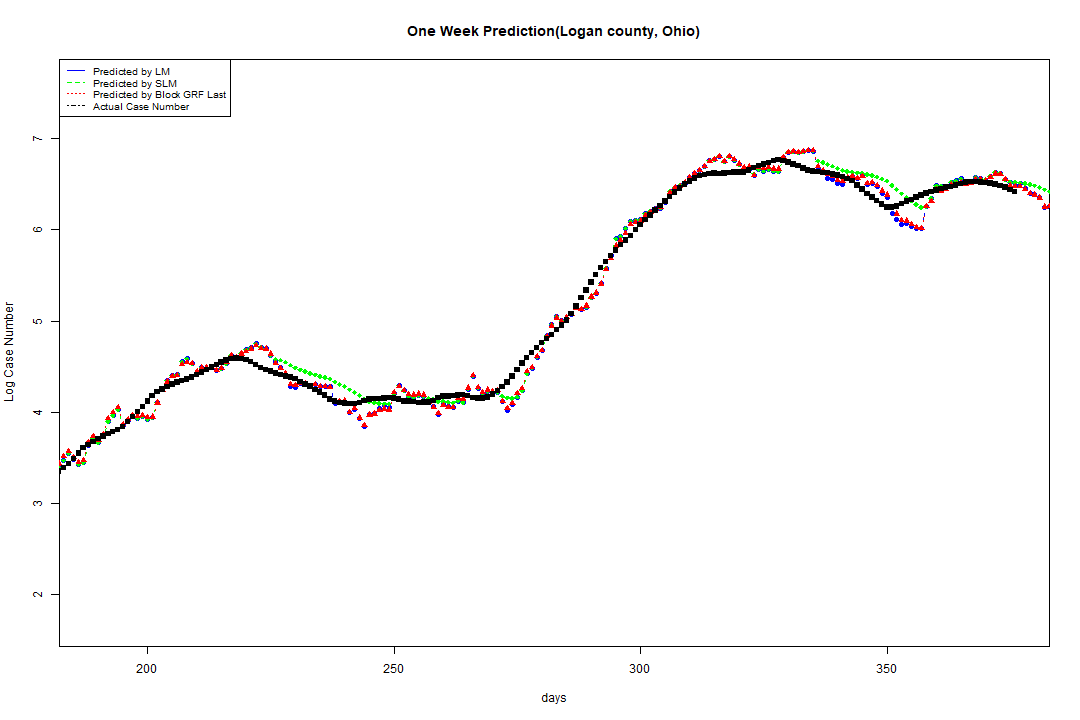 One Week Prediction(Logan county, Ohio)
Predicted by LM
Predicted by SLM
Predicted by Block GRF Last
Actual Case Number
7
6
5
4
3
2
Log Case Number
200 250 300 350
days